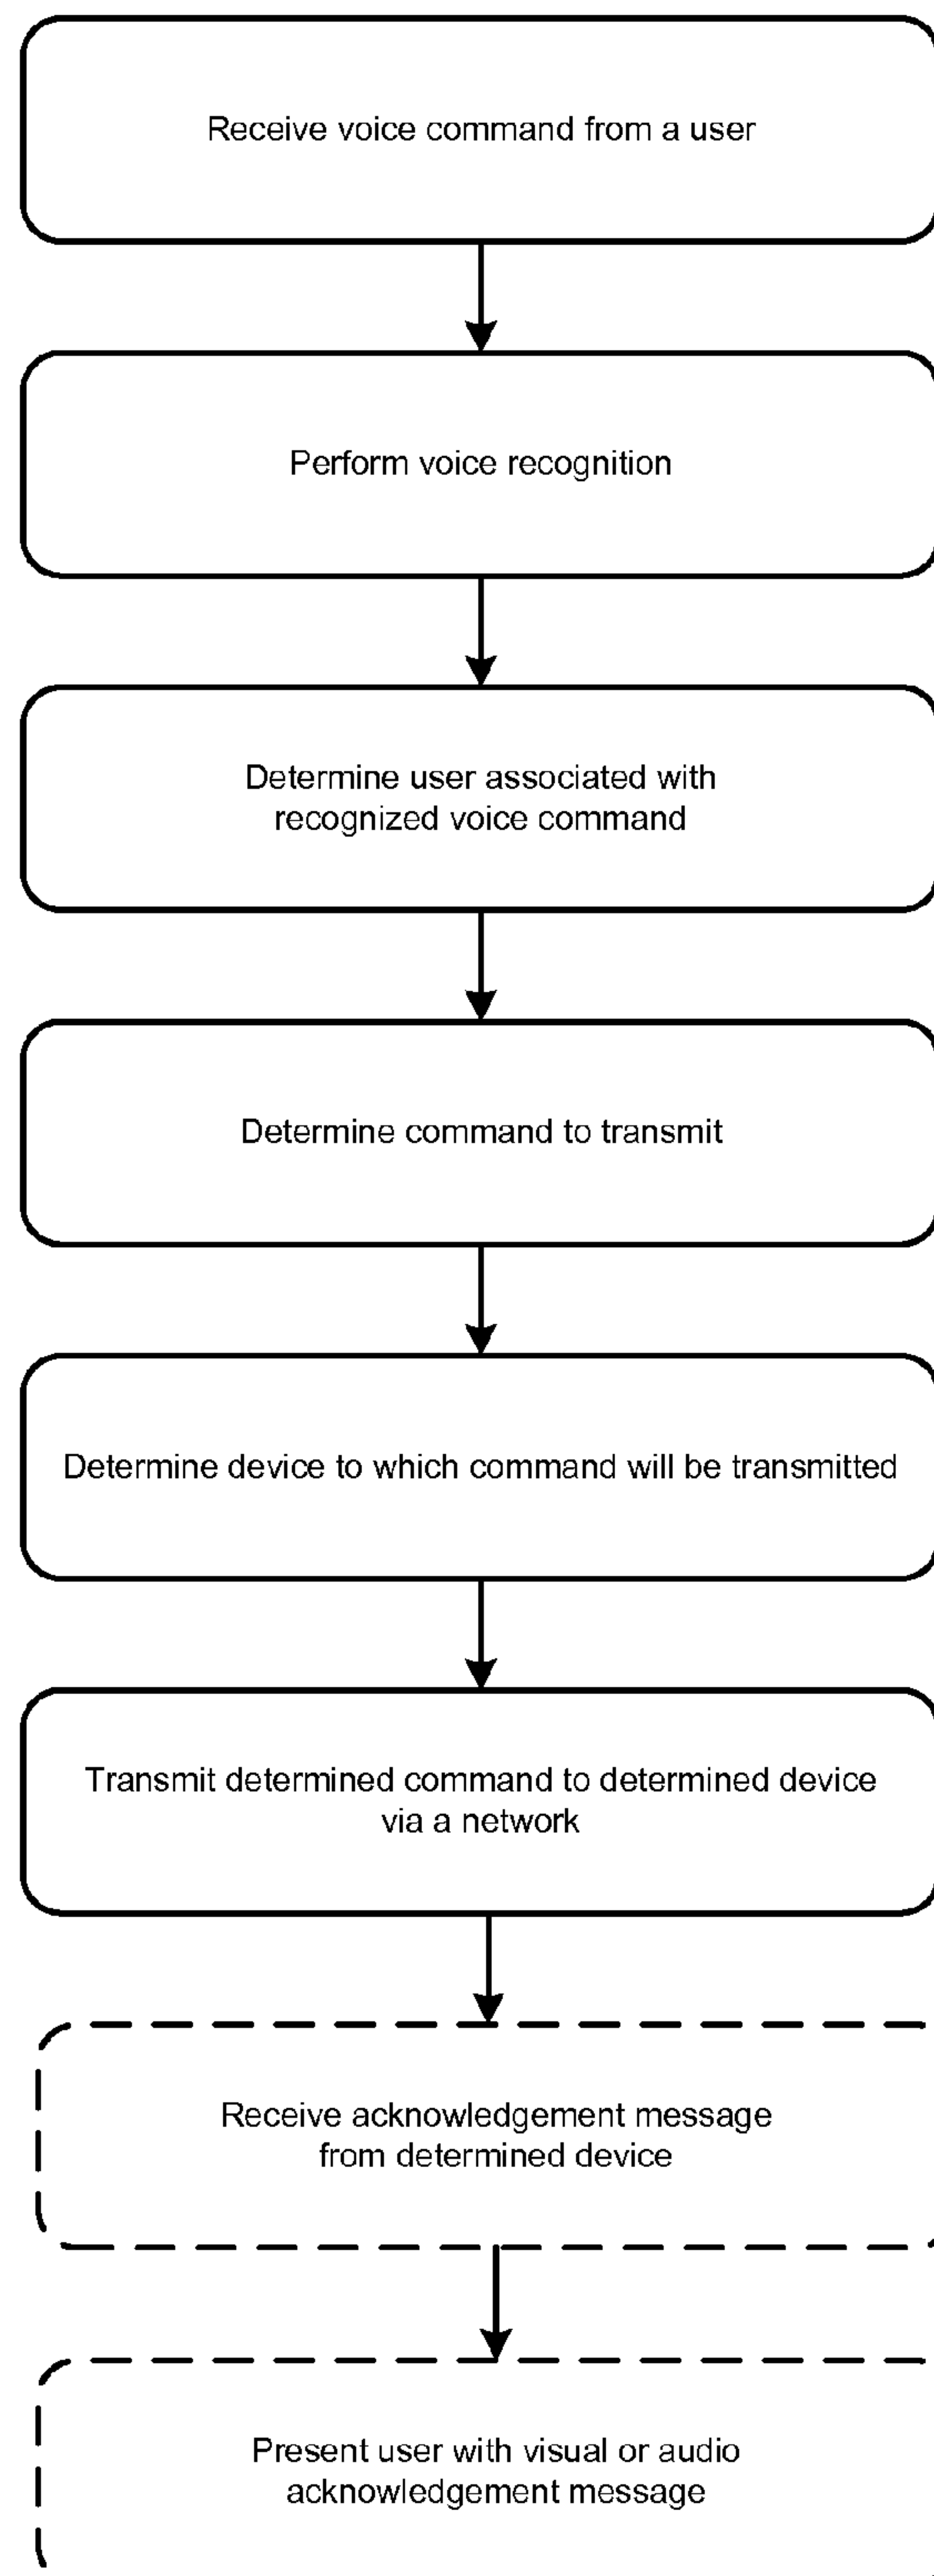 Receive voice command from a user
Perform voice recognition
Determine user associated with
recognized voice command
Determine command to transmit
Determine device to which command will be transmitted
Transmit determined command to determined device
via a network
Receive acknowledgement message
from determined device
Present user with visual or audio
acknowledgement message